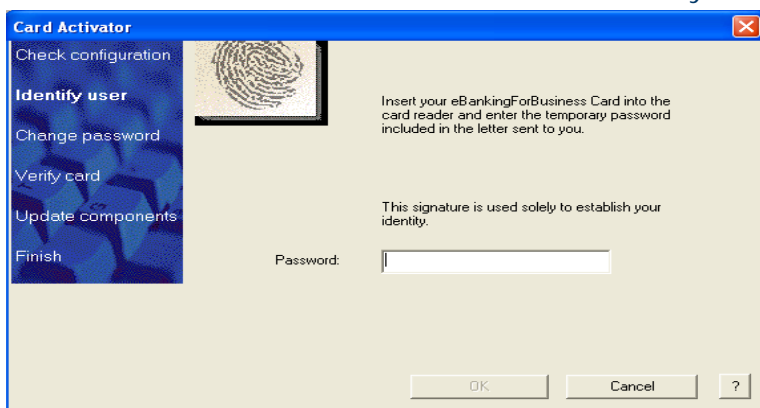 Card Activator
Check configuration
Identify user
Change password
Verify card
Update components
Finish
Insert your eBankingForBusiness Card into the
card reader and enter the temporary password
included in the letter sent to you.
This signature is used solely to establish your
identity.
Password:
OK
Cancel
?